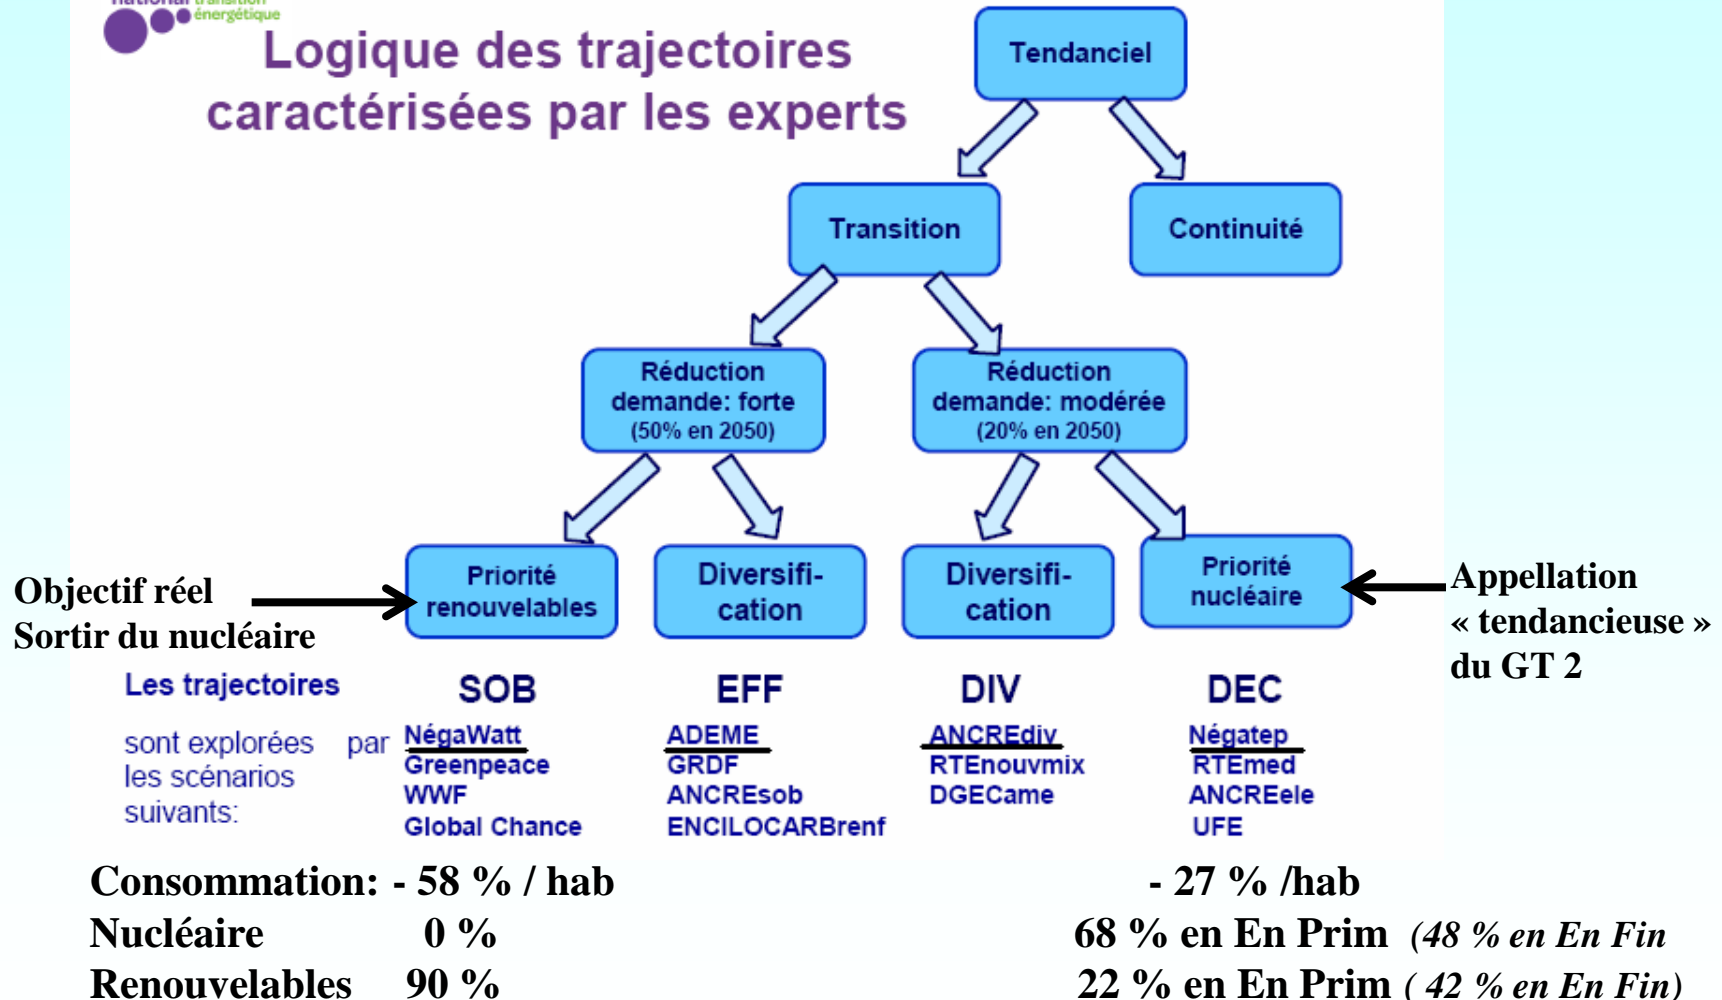 national transition
énergétique
Logique des trajectoires
caractérisées par les experts
Tendanciel
Transition
Continuité
Réduction
demande: forte
(50% en 2050)
Réduction
demande: modérée
(20% en 2050)
Objectif réel
Sortir du nucléaire
Priorité
renouvelables
Diversifi-
cation
Diversifi-
cation
Priorité
nucléaire
Appellation
« tendancieuse »
du GT 2
Les trajectoires
sont explorées par
les scénarios
suivants:
SOB
NégaWatt
Greenpeace
WWF
Global Chance
EFF
ADEME
GRDF
ANCREsob
ENCILOCARBrenf
DIV
ANCREdiv
RTEnouvmix
DGECame
DEC
Négatep
RTEmed
ANCREele
UFE
Consommation: - 58 % / hab - 27 % /hab
Nucléaire 0 % 68 % en En Prim (48 % en En Fin
Renouvelables 90 % 22 % en En Prim ( 42 % en En Fin)